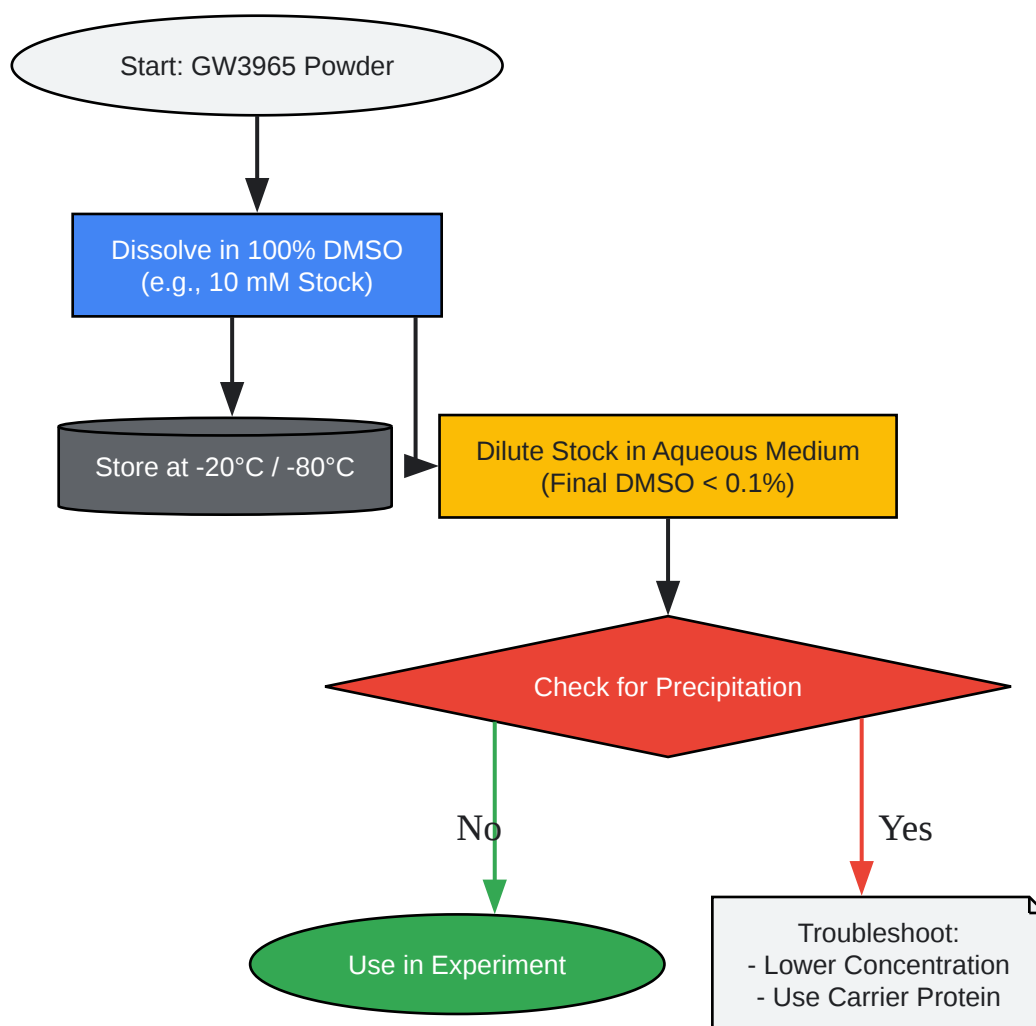 Start: GW3965 Powder
Dissolve in 100% DMSO
(e.g., 10 mM Stock)
Store at -20°C / -80°C
Dilute Stock in Aqueous Medium
(Final DMSO < 0.1%)
Check for Precipitation
No
Yes
Use in Experiment
Troubleshoot:
- Lower Concentration
- Use Carrier Protein